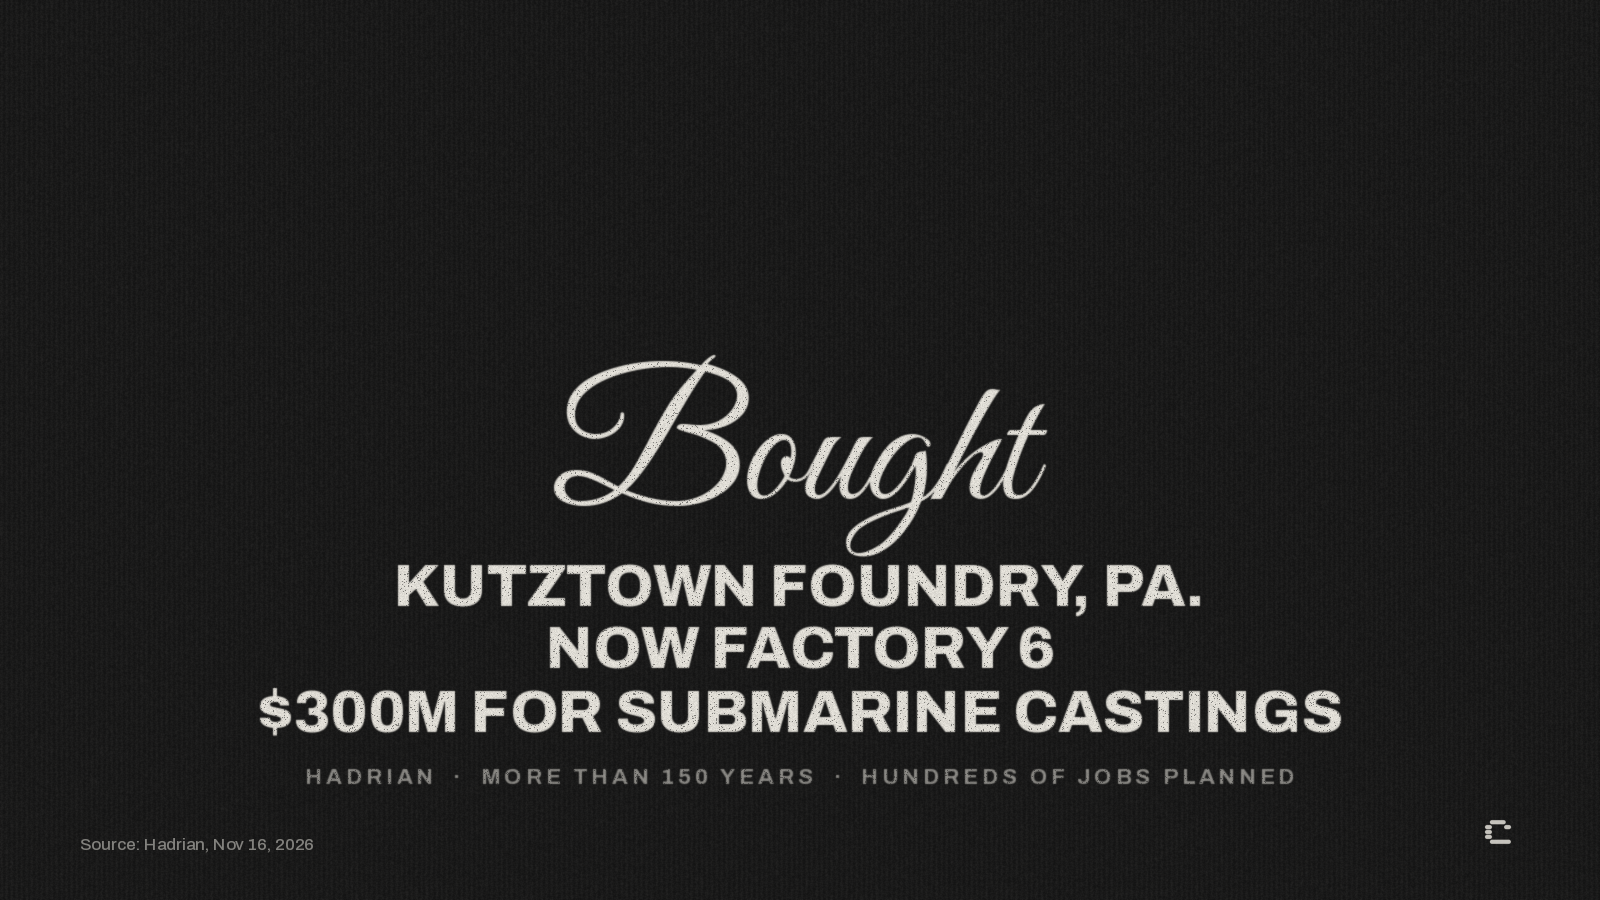 Bought
KUTZTOWN FOUNDRY, PA.
NOW FACTORY 6
$300M FOR SUBMARINE CASTINGS
HADRIAN · MORE THAN 150 YEARS · HUNDREDS OF JOBS PLANNED
Source: Hadrian, Nov 16, 2026